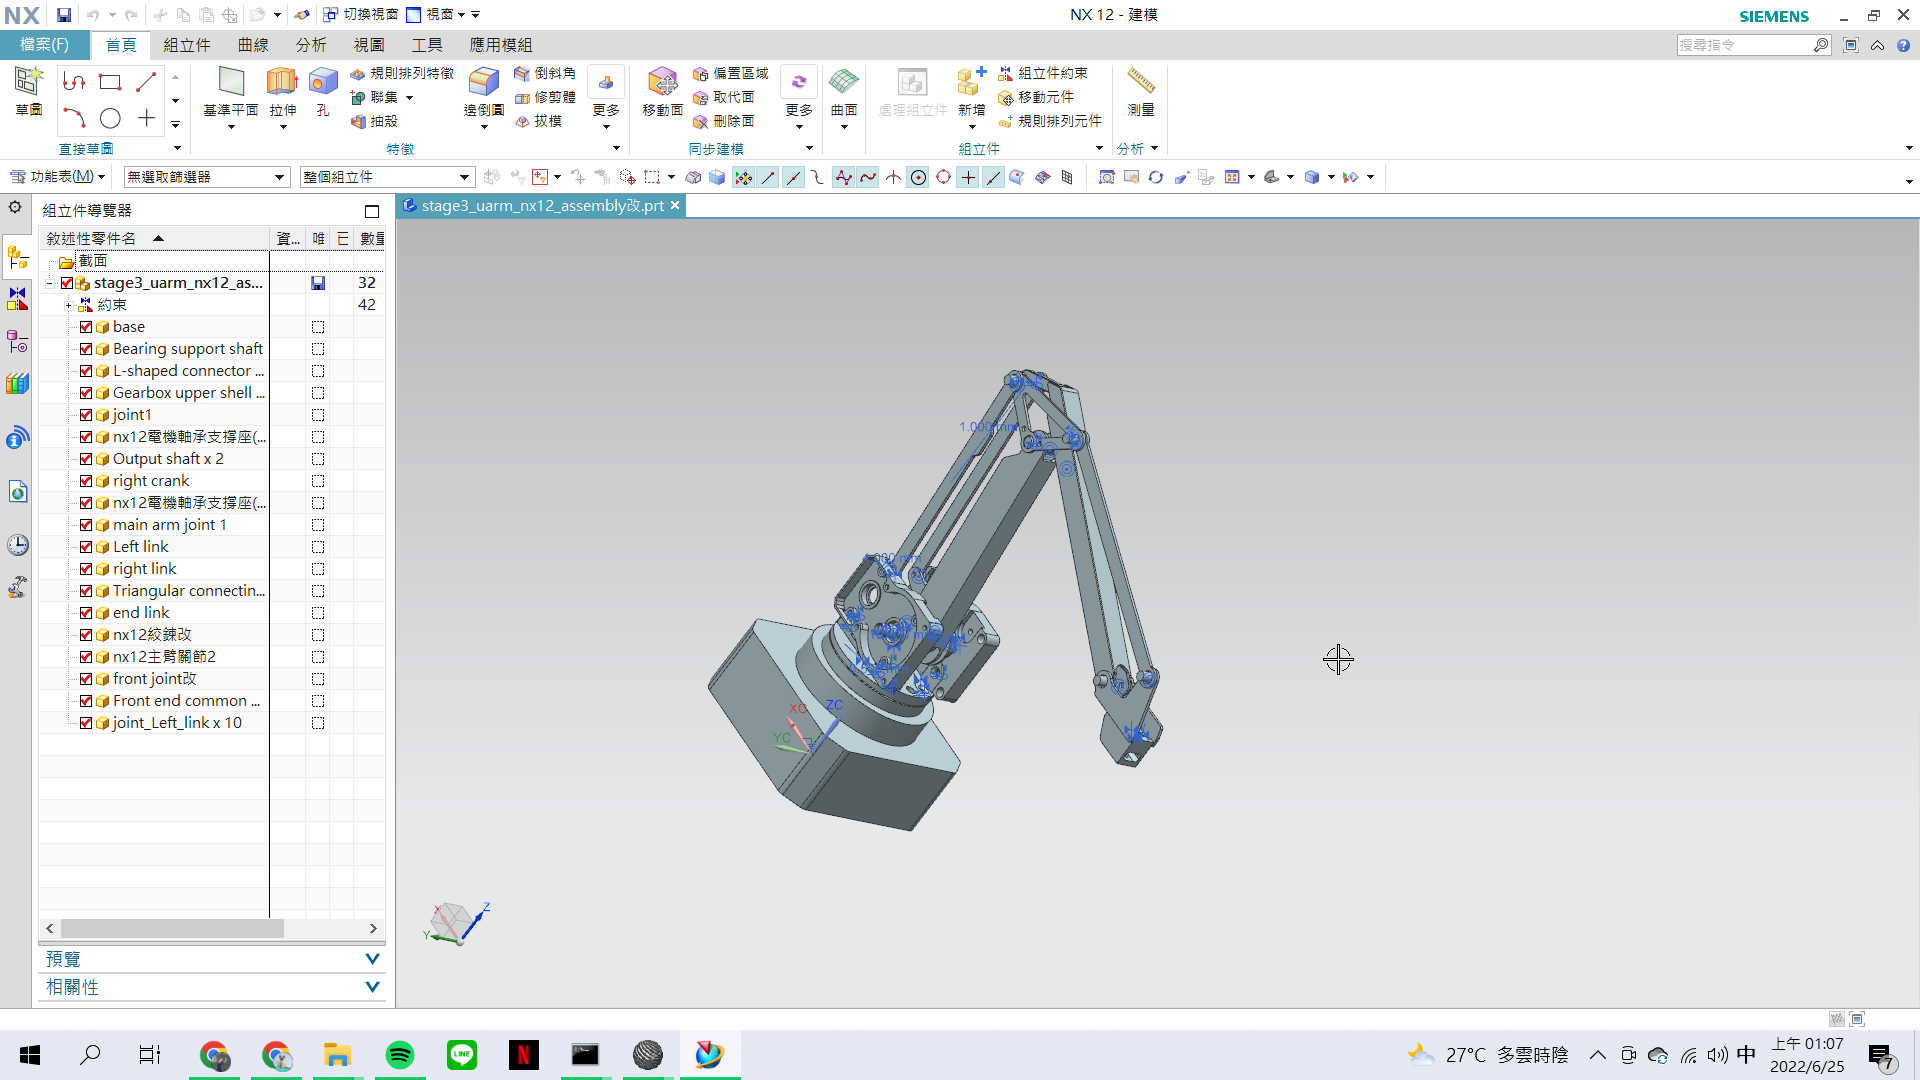 NX
切換視窗 視窗
NX 12 - 建模
SIEMENS
檔案(F) 首頁 組立件 曲線 分析 視圖 工具 應用模組
搜尋指令
草圖
直接草圖
基準平面 拉伸 孔
規則排列特徵
聯集
抽殼
邊倒圓
倒斜角
修剪體
拔模
更多
特徵
移動面
偏置區域
取代面
刪除面
更多
同步建模
曲面
處理組立件 新增
組立件約束
移動元件
規則排列元件
組立件
測量
分析
功能表(M)
無選取篩選器
整個組立件
組立件導覽器
stage3_uarm_nx12_assembly改.prt
敘述性零件名 資... 唯 已 數量
截面
stage3_uarm_nx12_as... 32
約束 42
base
Bearing support shaft
L-shaped connector ...
Gearbox upper shell ...
joint1
nx12電機軸承支撐座(...
Output shaft x 2
right crank
nx12電機軸承支撐座(...
main arm joint 1
Left link
right link
Triangular connectin...
end link
nx12絞鍊改
nx12主臂關節2
front joint改
Front end common ...
joint_Left_link x 10
預覽
相關性
1.000 mm
XC
YC
ZC
X
Y
Z
27°C 多雲時陰
中
上午 01:07
2022/6/25
7
LINE
N